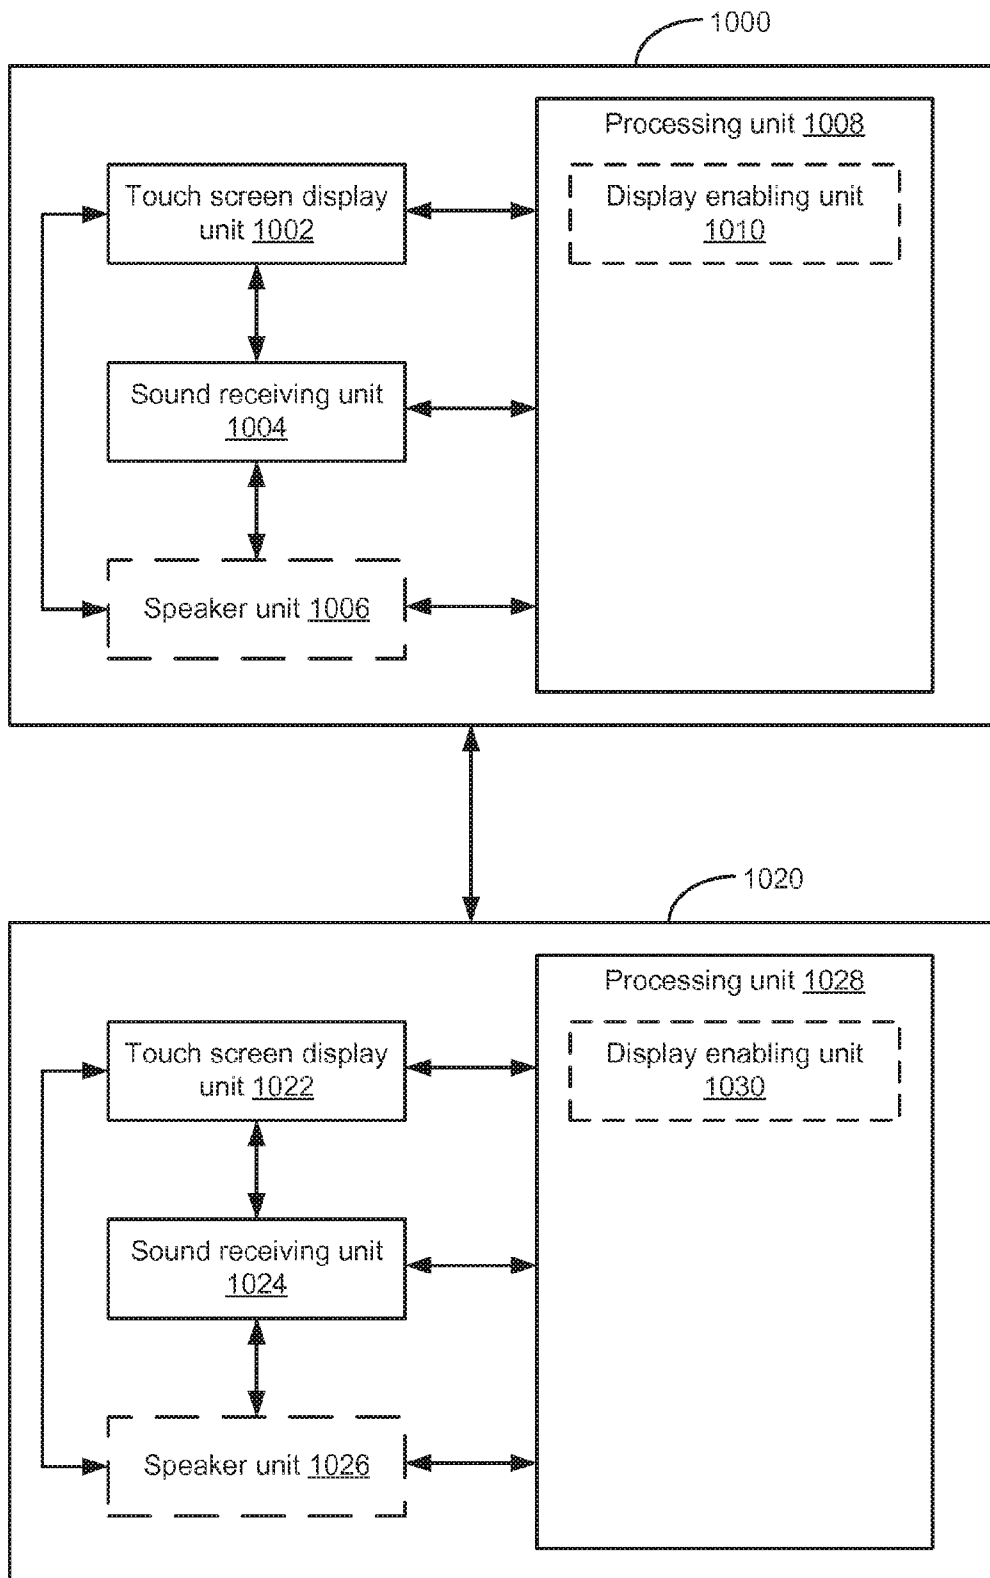 1000
Processing unit 1008
Touch screen display
unit 1002
Display enabling unit
1010
Sound receiving unit
1004
Speaker unit 1006
1020
Processing unit 1028
Touch screen display
unit 1022
Display enabling unit
1030
Sound receiving unit
1024
Speaker unit 1026